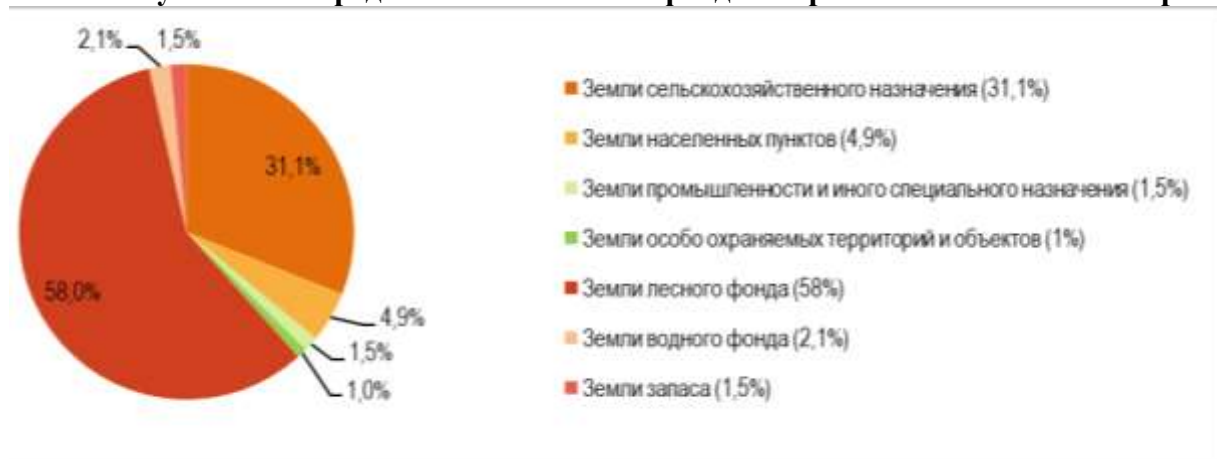 2,1%
1,5%
31,1%
58,0%
4,9%
1,5%
1,0%
Земли сельскохозяйственного назначения (31,1%)
Земли населенных пунктов (4,9%)
Земли промышленности и иного специального назначения (1,5%)
Земли особо охраняемых территорий и объектов (1%)
Земли лесного фонда (58%)
Земли водного фонда (2,1%)
Земли запаса (1,5%)